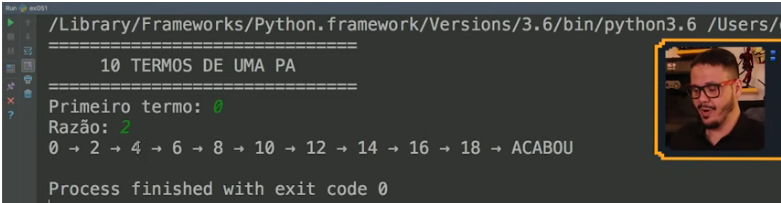 Run ex051
/Library/Frameworks/Python.framework/Versions/3.6/bin/python3.6 /Users/
==============================
10 TERMOS DE UMA PA
==============================
Primeiro termo: 0
Razão: 2
0 → 2 → 4 → 6 → 8 → 10 → 12 → 14 → 16 → 18 → ACABOU
Process finished with exit code 0